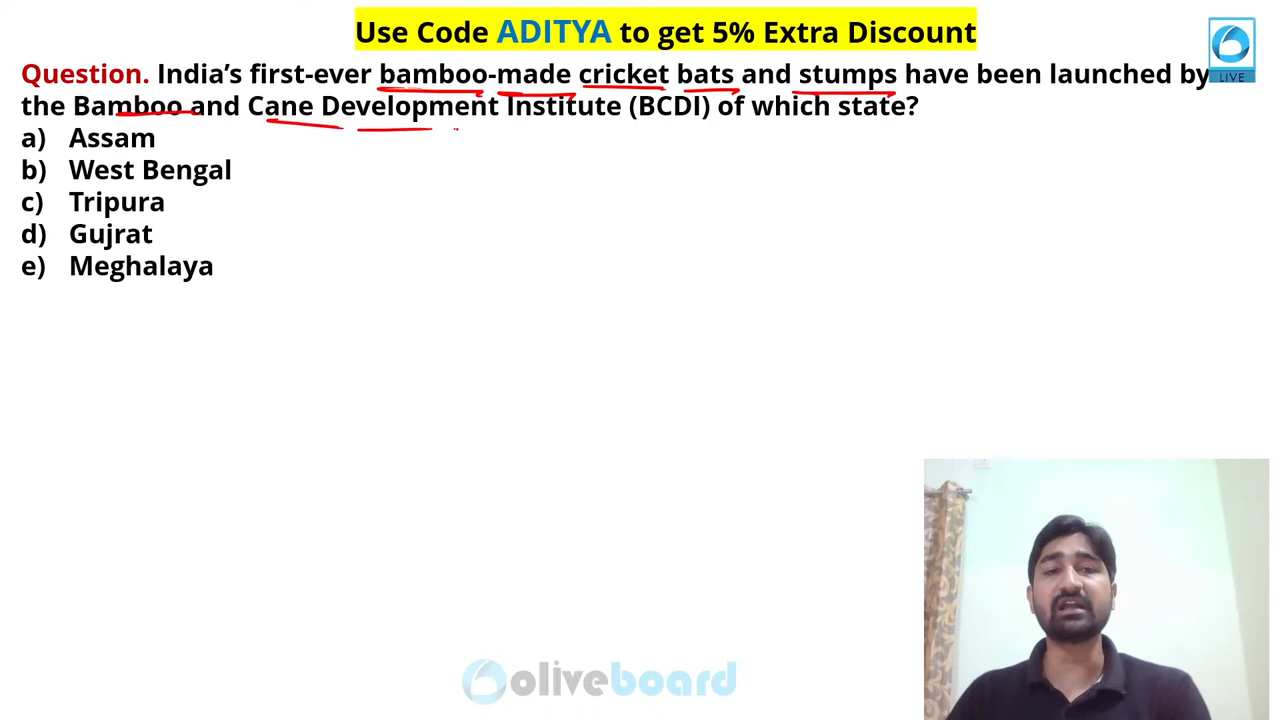 Use Code ADITYA to get 5% Extra Discount
LIVE
Question. India’s first-ever bamboo-made cricket bats and stumps have been launched by
the Bamboo and Cane Development Institute (BCDI) of which state?
a) Assam
b) West Bengal
c) Tripura
d) Gujrat
e) Meghalaya
oliveboard